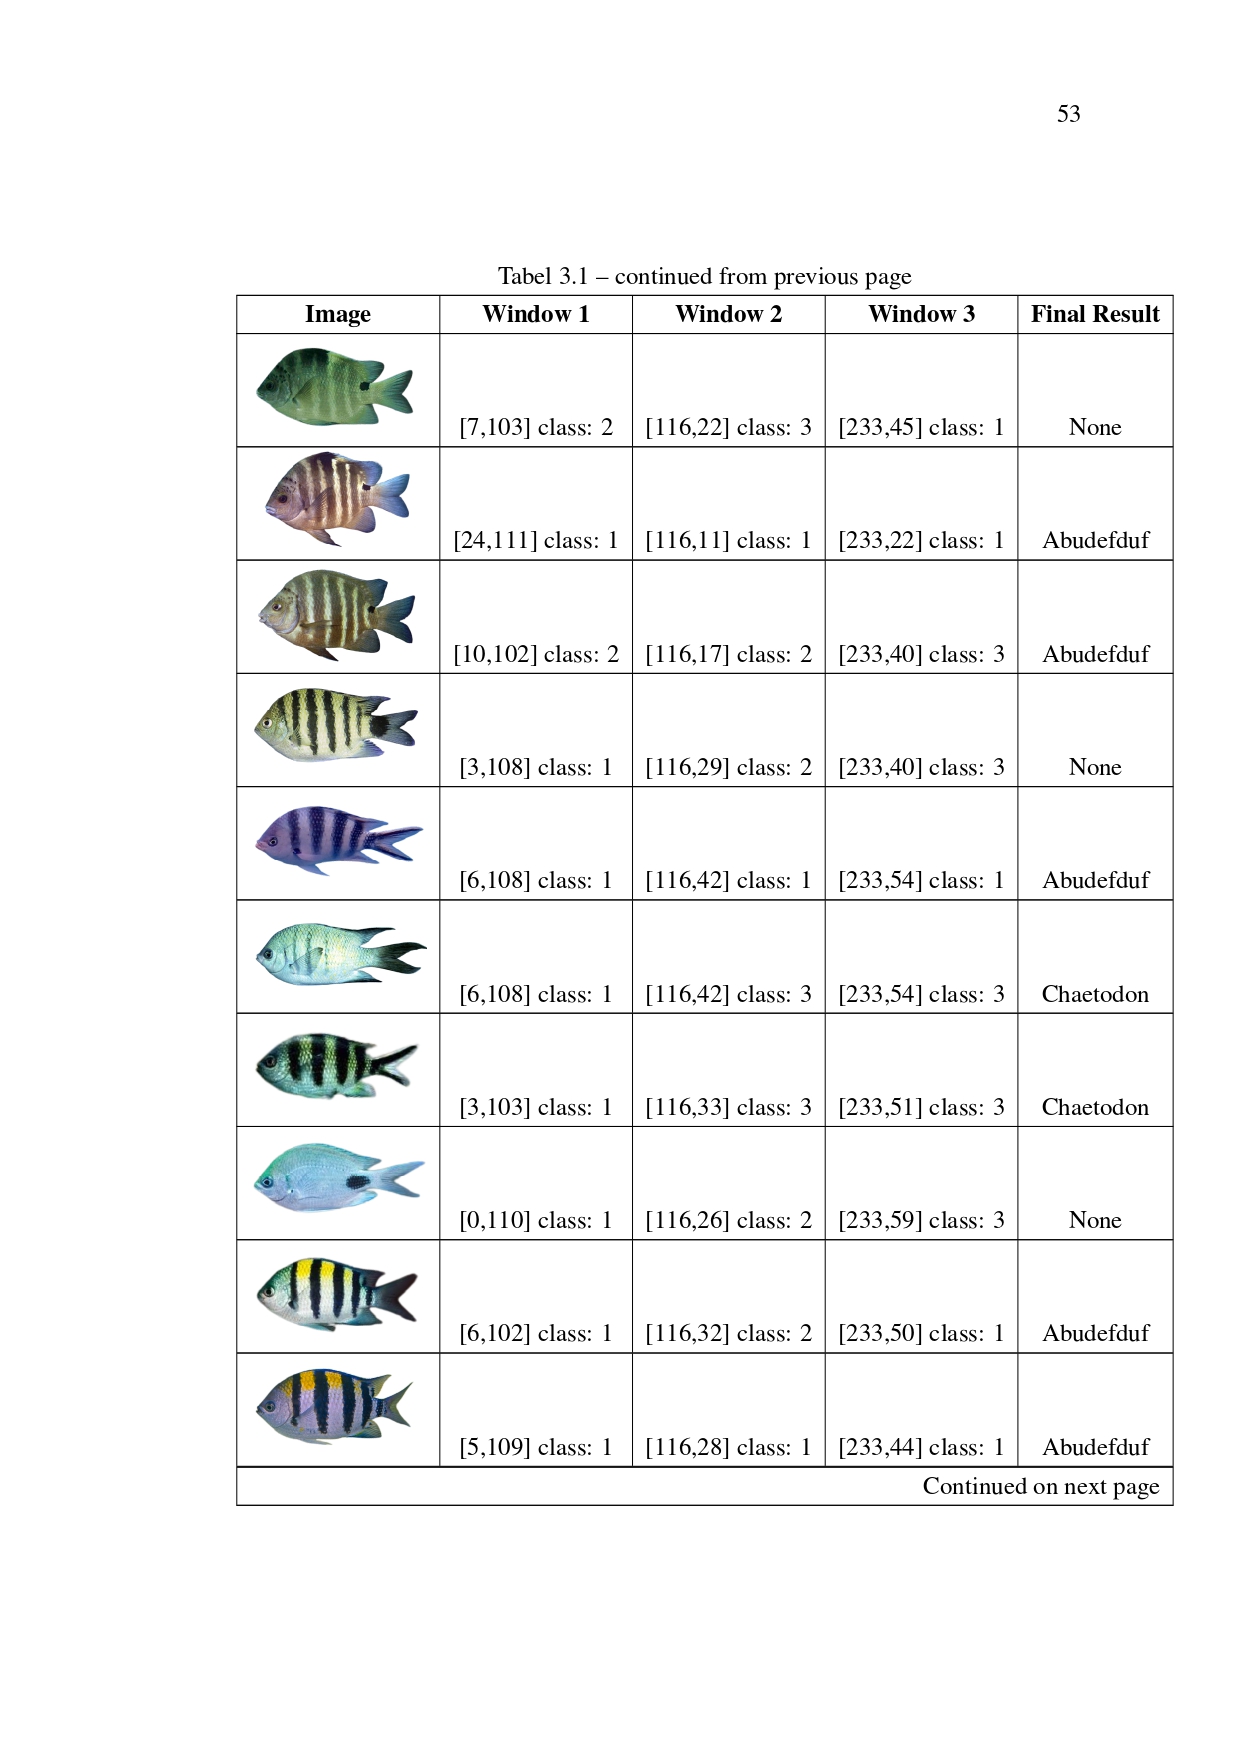 53
Tabel 3.1 – continued from previous page
Image Window 1 Window 2 Window 3 Final Result
[7,103] class: 2 [116,22] class: 3 [233,45] class: 1 None
[24,111] class: 1 [116,11] class: 1 [233,22] class: 1 Abudefduf
[10,102] class: 2 [116,17] class: 2 [233,40] class: 3 Abudefduf
[3,108] class: 1 [116,29] class: 2 [233,40] class: 3 None
[6,108] class: 1 [116,42] class: 1 [233,54] class: 1 Abudefduf
[6,108] class: 1 [116,42] class: 3 [233,54] class: 3 Chaetodon
[3,103] class: 1 [116,33] class: 3 [233,51] class: 3 Chaetodon
[0,110] class: 1 [116,26] class: 2 [233,59] class: 3 None
[6,102] class: 1 [116,32] class: 2 [233,50] class: 1 Abudefduf
[5,109] class: 1 [116,28] class: 1 [233,44] class: 1 Abudefduf
Continued on next page